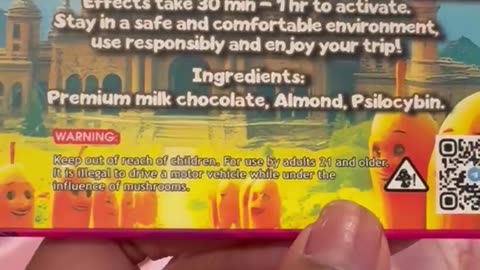 Effects take 30 min – 1 hr to activate.
Stay in a safe and comfortable environment,
use responsibly and enjoy your trip!
Ingredients:
Premium milk chocolate, Almond, Psilocybin.
WARNING:
Keep out of reach of children. Far use by adults 21 and older.
It is illegal to drive a motor vehicle while under the
influence of mushrooms.